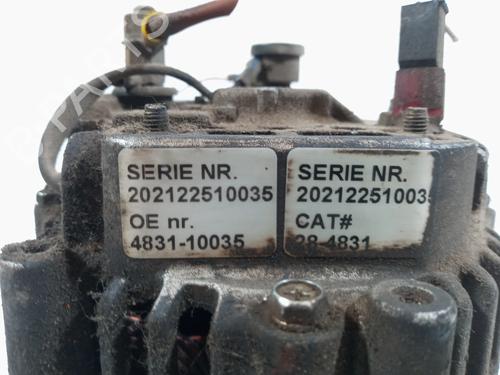 SERIE NR.
202122510035
OE nr.
4831-10035
SERIE NR.
20212251003
CAT#
28-4831